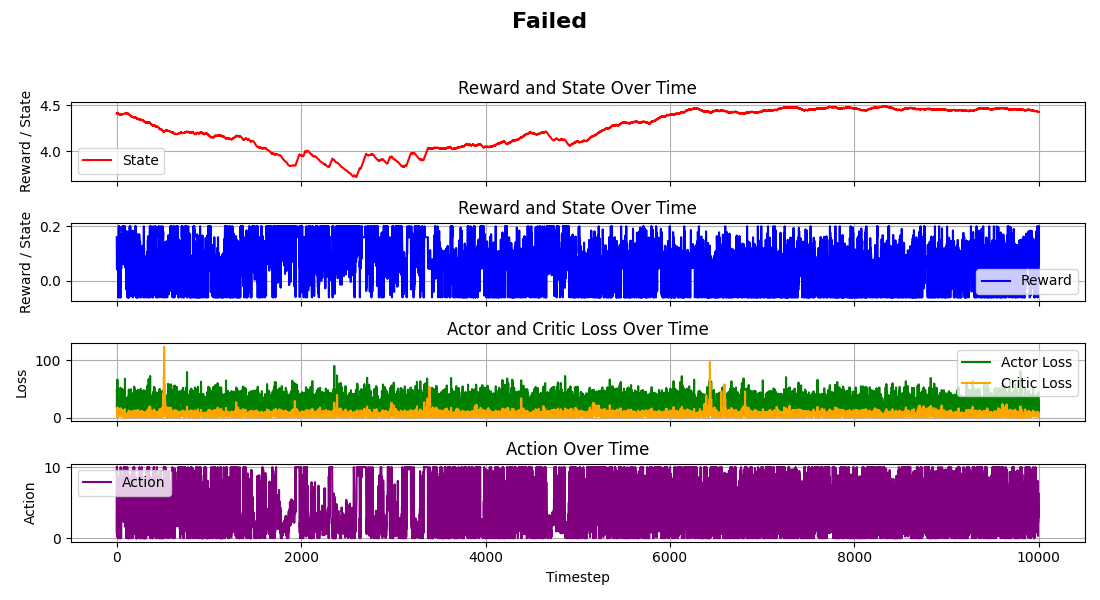 Failed
Reward and State Over Time
Reward / State
4.5
4.0
State
Reward and State Over Time
Reward / State
0.2
0.0
Reward
Actor and Critic Loss Over Time
Loss
100
0
Actor Loss
Critic Loss
Action Over Time
Action
10
0
Action
0 2000 4000 6000 8000 10000
Timestep